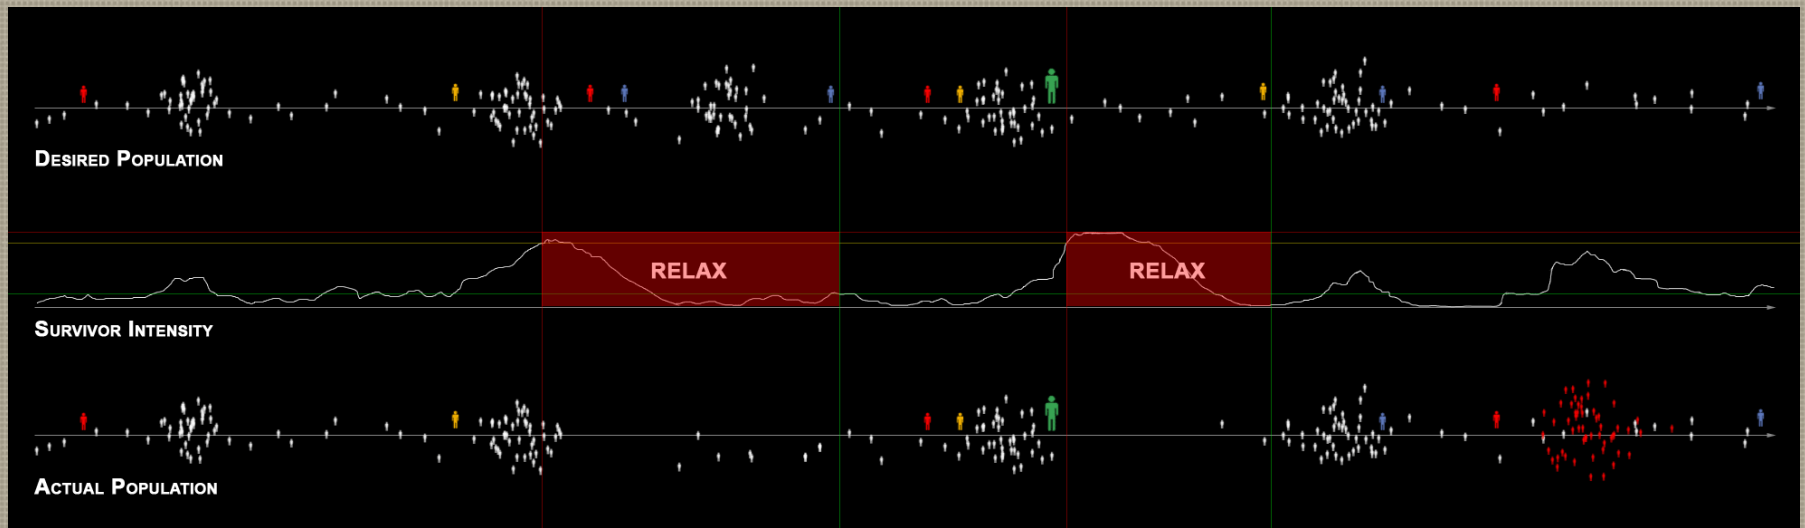 Desired Population
RELAX
RELAX
Survivor Intensity
Actual Population